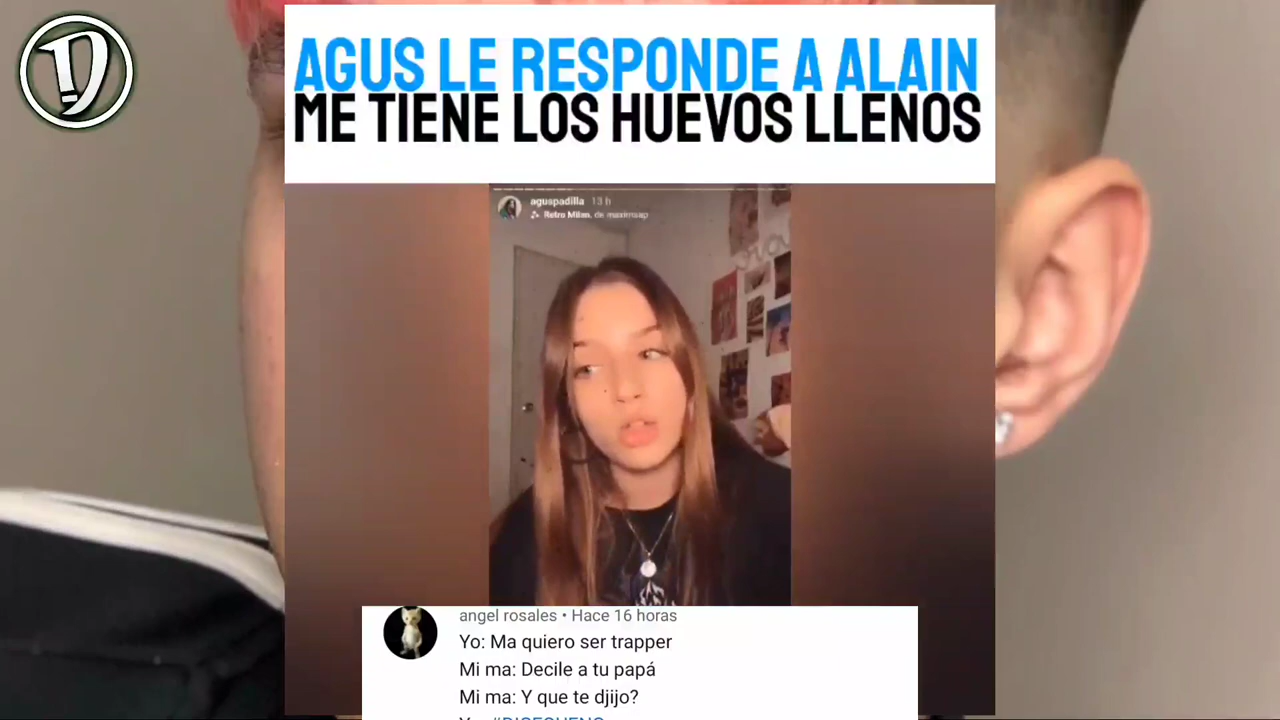 AGUS LE RESPONDE A ALAIN
ME TIENE LOS HUEVOS LLENOS
aguspadilla 13 h
Retro Milan, de maxirosap
angel rosales • Hace 16 horas
Yo: Ma quiero ser trapper
Mi ma: Decile a tu papá
Mi ma: Y que te djijo?